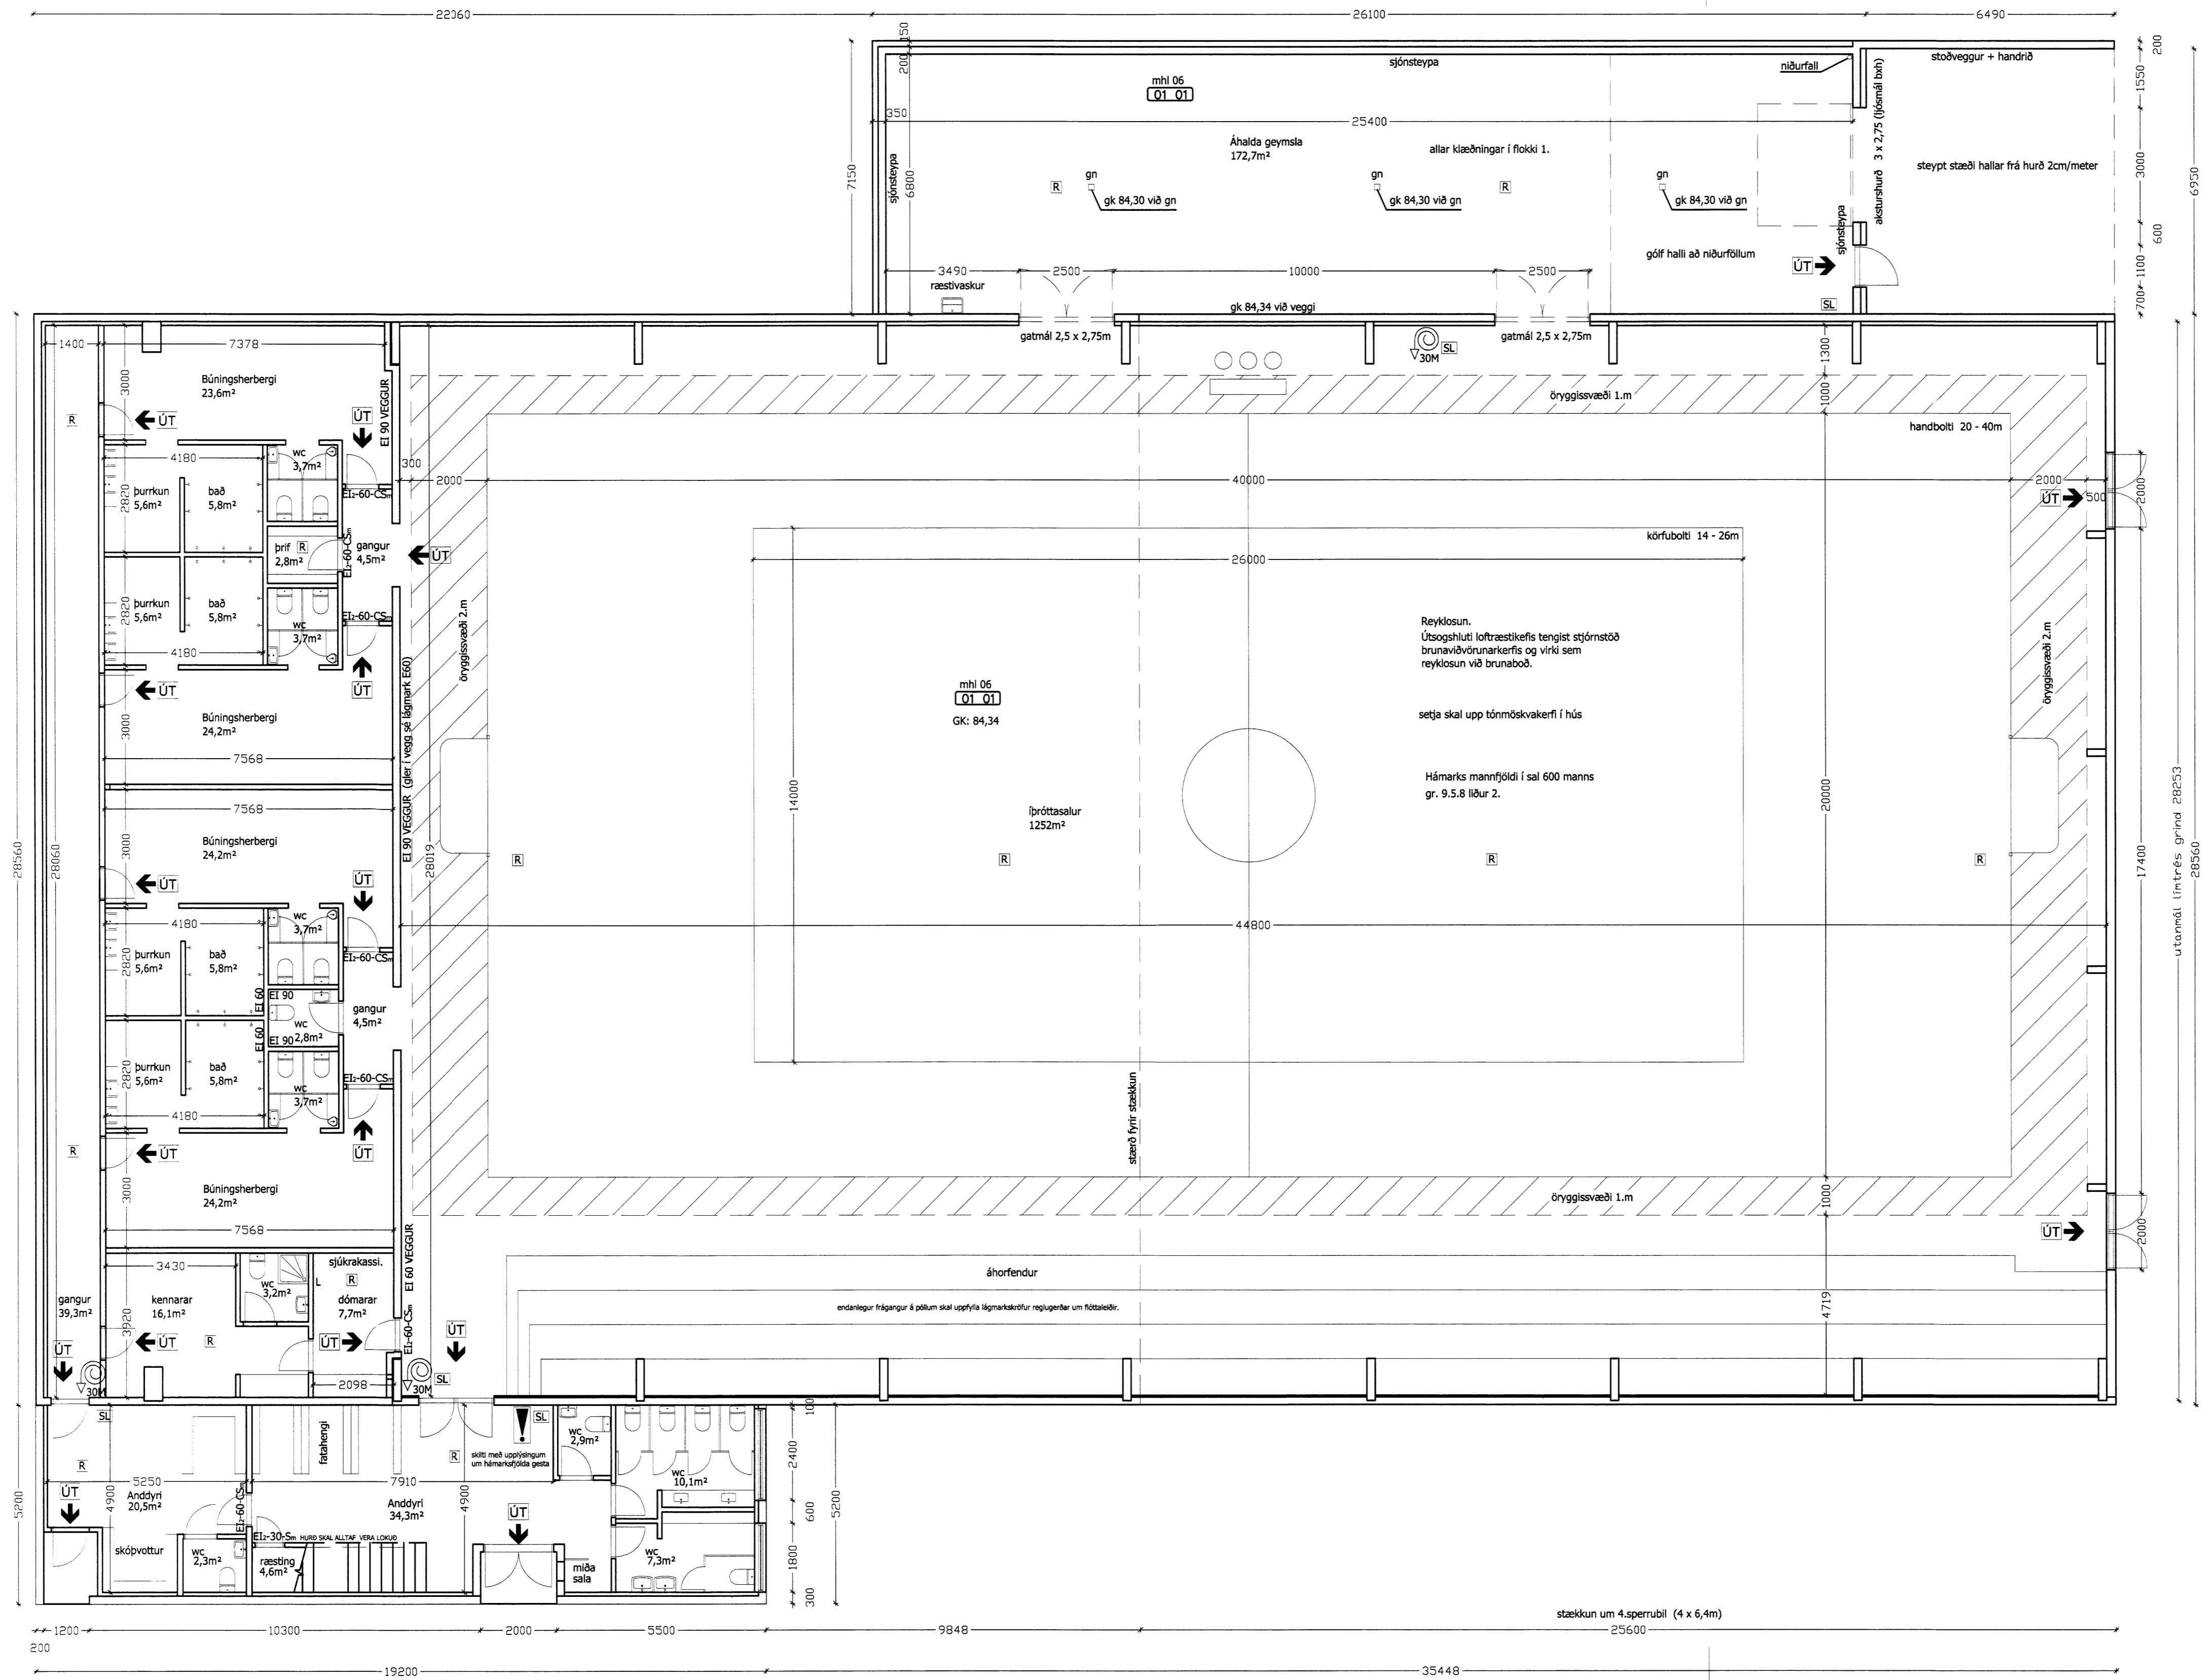 22060
26100
6490
150
200
sjónsteypa
niðurfall
stoðveggur + handrið
200
1550
mhl 06
01 01
350
25400
Áhalda geymsla
172,7m²
allar klæðningar í flokki 1.
aksturshurð 3 x 2,75 (ljósmál bxh)
steypt stæði hallar frá hurð 2cm/meter
3000
6950
7150
sjónsteypa
6800
R
gn
gk 84,30 við gn
gn
gk 84,30 við gn
R
gn
gk 84,30 við gn
sjónsteypa
600
gólf halli að niðurföllum
ÚT
1100
700
3490
2500
10000
2500
ræstivaskur
gk 84,34 við veggi
SL
gatmál 2,5 x 2,75m
30M
SL
gatmál 2,5 x 2,75m
1400
7378
3000
Búningsherbergi
23,6m²
R
ÚT
ÚT
EI 90 VEGGUR
1300
1000
öryggissvæði 1.m
handbolti 20 - 40m
4180
wc
3,7m²
300
2000
40000
2000
ÚT
500
2000
2820
þurrkun
5,6m²
bað
5,8m²
EI₂-60-CSₘ
þrif
R
2,8m²
EI₂-60-CSₘ
gangur
4,5m²
ÚT
körfubolti 14 - 26m
26000
2820
þurrkun
5,6m²
bað
5,8m²
wc
3,7m²
EI₂-60-CSₘ
4180
öryggissvæði 2.m
Reyklosun.
Útsogshluti loftræstikefis tengist stjórnstöð
brunaviðvörunarkerfis og virki sem
reyklosun við brunaboð.
öryggissvæði 2.m
ÚT
ÚT
EI 90 VEGGUR (gler í vegg sé lágmark E60)
mhl 06
01 01
GK: 84,34
setja skal upp tónmöskvakerfi í hús
Búningsherbergi
24,2m²
3000
7568
Hámarks mannfjöldi í sal 600 manns
gr. 9.5.8 liður 2.
14000
20000
íþróttasalur
1252m²
7568
3000
Búningsherbergi
24,2m²
28560
28060
28019
R
R
R
R
17400
utanmál límtrés grind 28253
28560
ÚT
ÚT
4180
wc
3,7m²
44800
2820
þurrkun
5,6m²
bað
5,8m²
EI₂-60-CSₘ
EI 60
EI 90
wc
2,8m²
EI 90
EI 60
gangur
4,5m²
2820
þurrkun
5,6m²
bað
5,8m²
EI₂-60-CSₘ
wc
3,7m²
4180
stærð fyrir stækkun
R
ÚT
ÚT
Búningsherbergi
24,2m²
3000
7568
öryggissvæði 1.m
1000
EI 60 VEGGUR
ÚT
2000
3430
wc
3,2m²
L
sjúkrakassi.
R
dómarar
7,7m²
áhorfendur
gangur
39,3m²
kennarar
16,1m²
3920
endanlegur frágangur á pöllum skal uppfylla lágmarkskröfur reglugerðar um flóttaleiðir.
4719
ÚT
ÚT
R
ÚT
EI₂-60-CSₘ
ÚT
30M
2098
30M
SL
SL
fatahengi
SL
R
skilti með upplýsingum
um hámarksfjölda gesta
wc
2,9m²
wc
10,1m²
100
2400
R
5250
7910
ÚT
Anddyri
20,5m²
4900
EI₂-60-CSₘ
Anddyri
34,3m²
4900
ÚT
600
5200
5200
EI₂-30-Sₘ HURÐ SKAL ALLTAF VERA LOKUÐ
skóþvottur
wc
2,3m²
ræsting
4,6m²
miða
sala
wc
7,3m²
1800
300
stækkun um 4.sperrubil (4 x 6,4m)
1200
10300
2000
5500
9848
25600
200
19200
35448